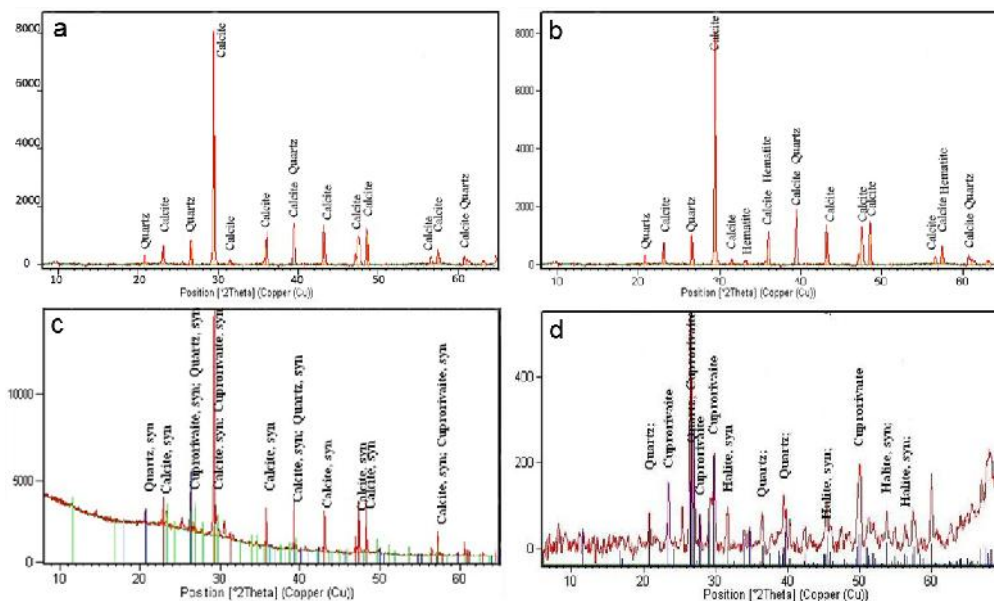 a
8000
6000
4000
2000
0
Quartz
Calcite
Quartz
Calcite
Calcite
Calcite
Calcite Quartz
Calcite
Calcite
Calcite
Calcite
Calcite
Calcite Quartz
10 20 30 40 50 60
Position [°2Theta] (Copper (Cu))
b
8000
6000
4000
2000
0
Quartz
Calcite
Quartz
Calcite
Calcite
Hematite
Calcite Hematite
Calcite Quartz
Calcite
Calcite
Calcite
Calcite
Calcite Hematite
Calcite Quartz
10 20 30 40 50 60
Position [°2Theta] (Copper (Cu))
c
10000
5000
0
Quartz, syn
Calcite, syn
Cuprorivaite, syn; Quartz, syn
Calcite, syn; Cuprorivaite, syn
Calcite, syn
Calcite, syn; Quartz, syn
Calcite, syn
Calcite, syn
Calcite, syn
Calcite, syn; Cuprorivaite, syn
10 20 30 40 50 60
Position [°2Theta] (Copper (Cu))
d
400
200
0
Quartz;
Cuprorivaite
Quartz; Cuprorivaite
Cuprorivaite
Cuprorivaite
Halite, syn
Quartz;
Quartz;
Halite, syn;
Cuprorivaite
Halite, syn;
Halite, syn;
10 20 30 40 50 60
Position [°2Theta] (Copper (Cu))